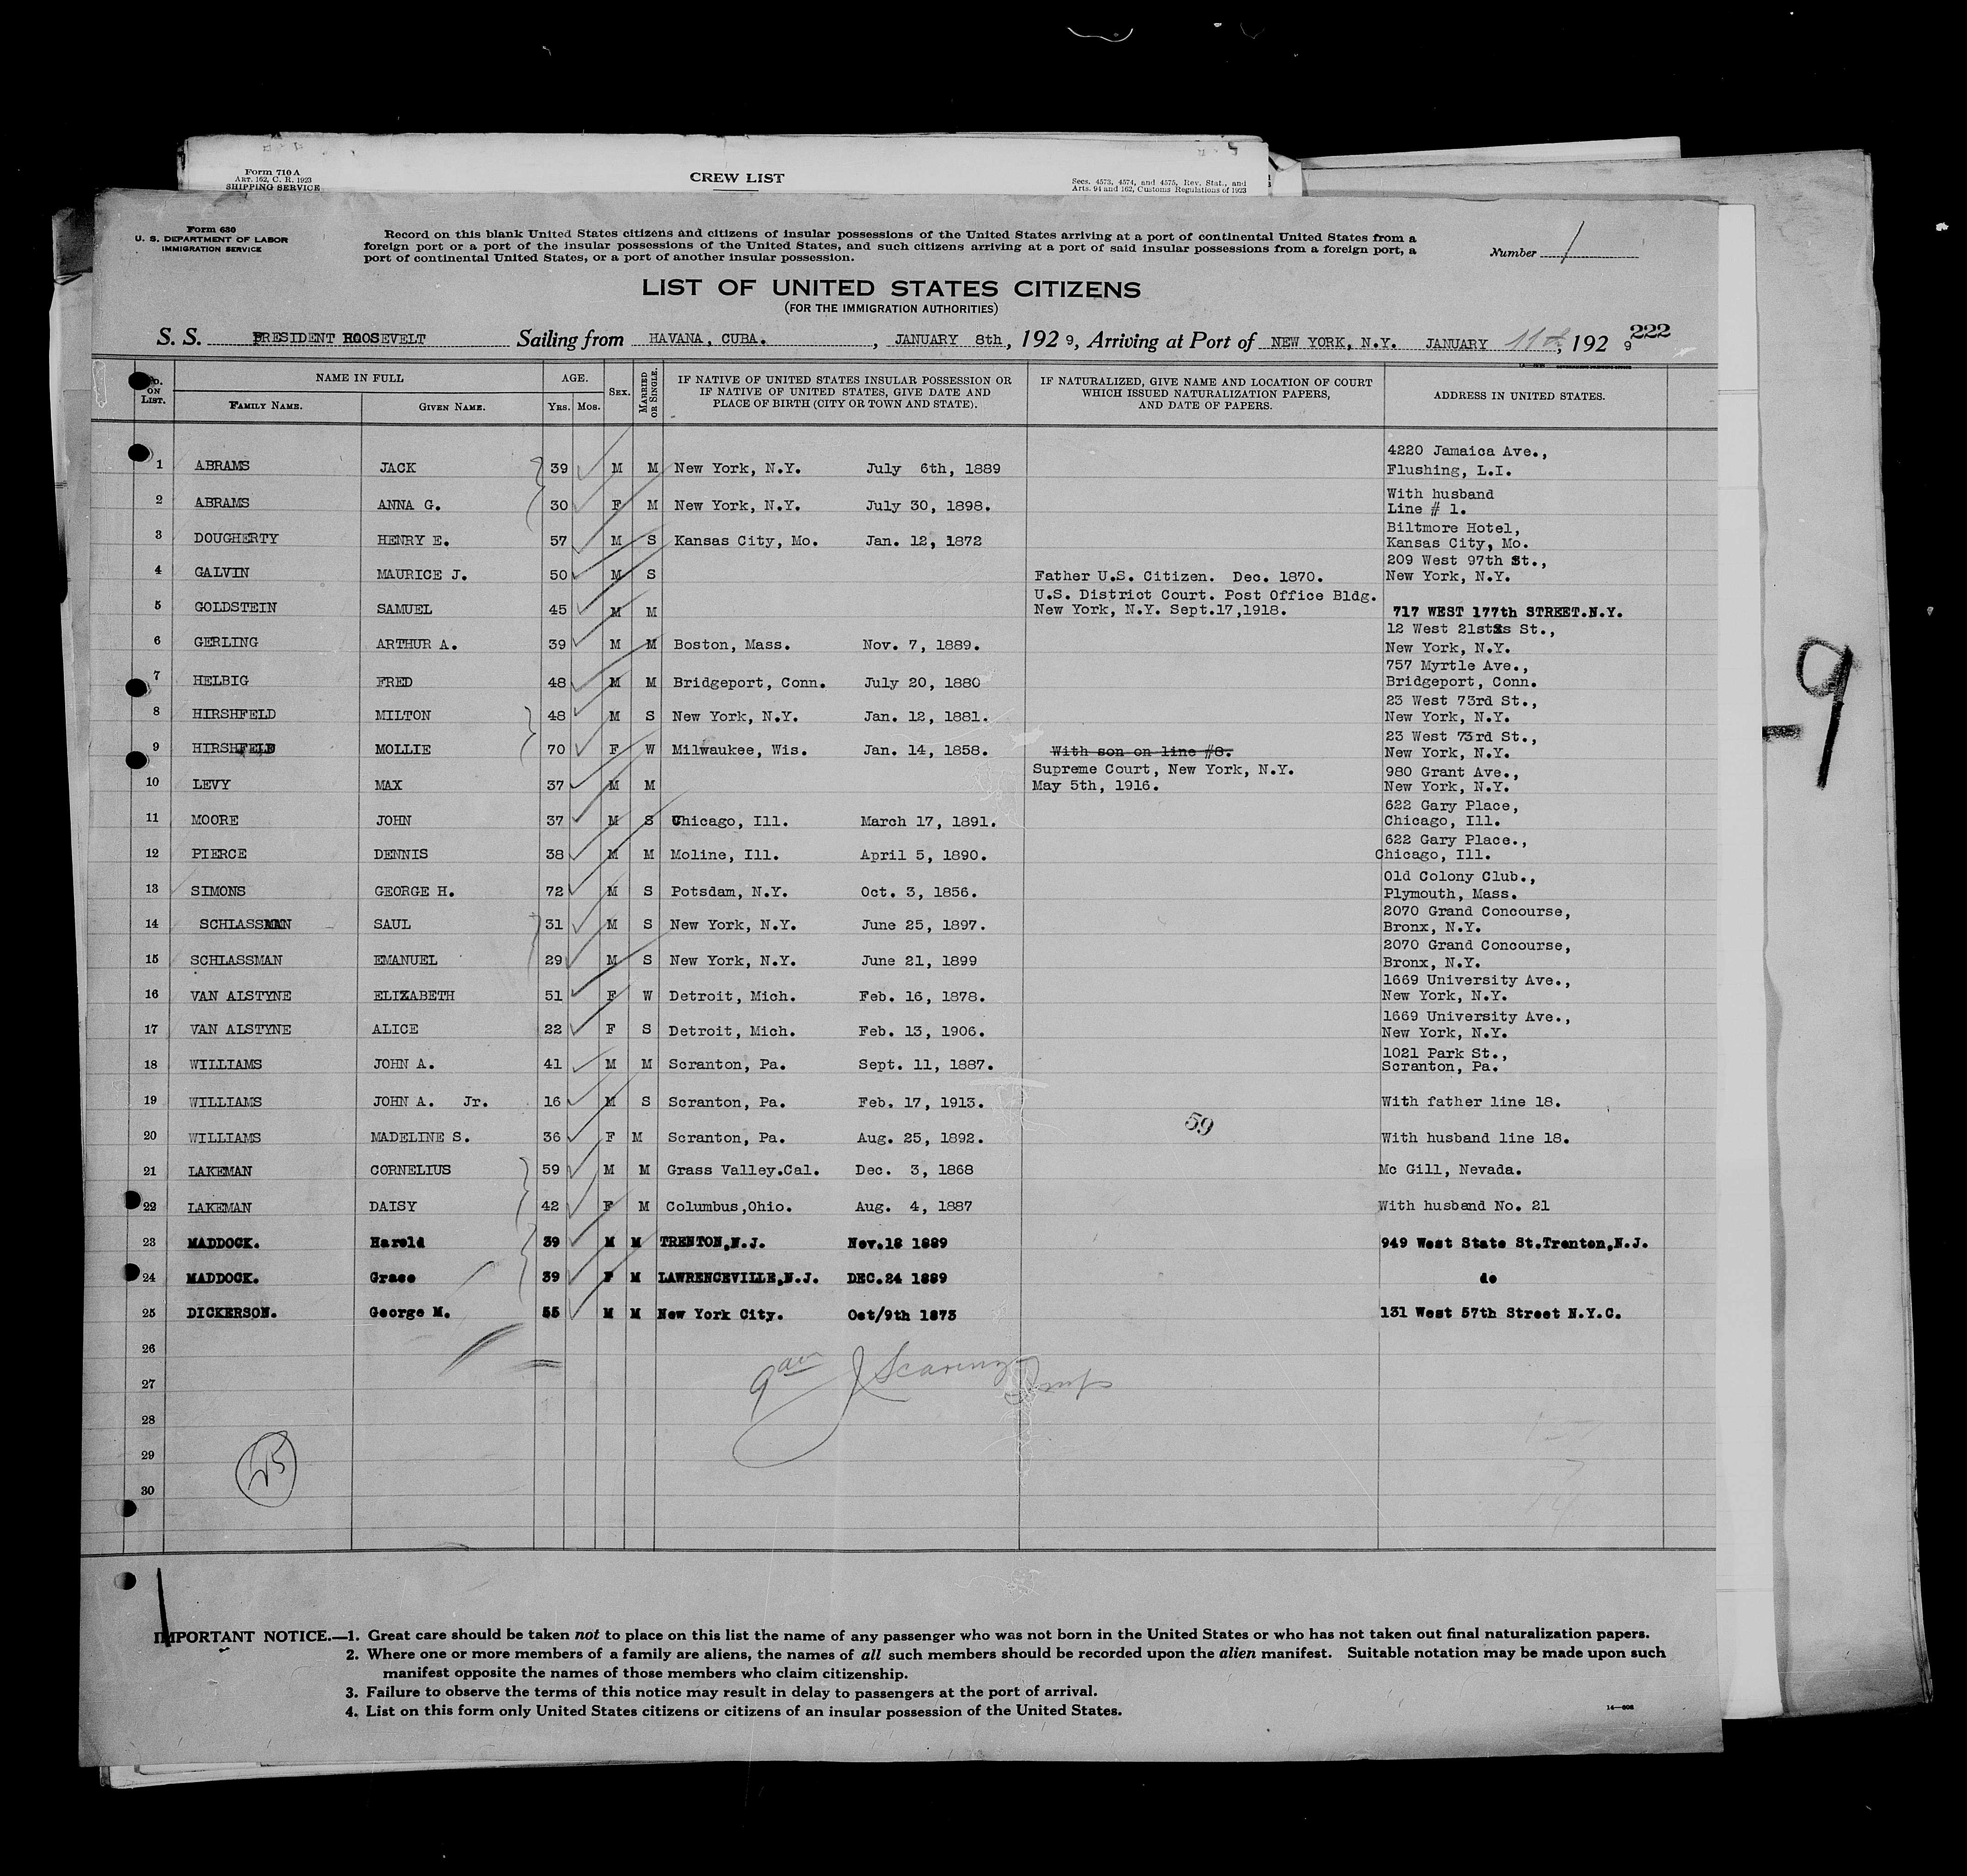 Form 710 A
ART. 162, C. R. 1923
SHIPPING SERVICE
CREW LIST
Secs. 4573, 4574, and 4575, Rev. Stat., and
Arts. 94 and 162, Customs Regulations of 1923
Form 630
U. S. DEPARTMENT OF LABOR
IMMIGRATION SERVICE
Record on this blank United States citizens and citizens of insular possessions of the United States arriving at a port of continental United States from a
foreign port or a port of the insular possessions of the United States, and such citizens arriving at a port of said insular possessions from a foreign port, a
port of continental United States, or a port of another insular possession.
Number 1
LIST OF UNITED STATES CITIZENS
(FOR THE IMMIGRATION AUTHORITIES)
S. S. PRESIDENT ROOSEVELT Sailing from HAVANA, CUBA. , JANUARY 8th, 192 9, Arriving at Port of NEW YORK, N.Y. JANUARY 11th, 192 9 222
No. ON LIST. NAME IN FULL AGE. SEX. MARRIED OR SINGLE. IF NATIVE OF UNITED STATES INSULAR POSSESSION OR IF NATIVE OF UNITED STATES, GIVE DATE AND PLACE OF BIRTH (CITY OR TOWN AND STATE). IF NATURALIZED, GIVE NAME AND LOCATION OF COURT WHICH ISSUED NATURALIZATION PAPERS, AND DATE OF PAPERS. ADDRESS IN UNITED STATES.
FAMILY NAME. GIVEN NAME. YRS. MOS.
1 ABRAMS JACK 39 M M New York, N.Y. July 6th, 1889 4220 Jamaica Ave., Flushing, L.I.
2 ABRAMS ANNA G. 30 F M New York, N.Y. July 30, 1898. With husband Line # 1.
3 DOUGHERTY HENRY E. 57 M S Kansas City, Mo. Jan. 12, 1872 Biltmore Hotel, Kansas City, Mo.
4 GALVIN MAURICE J. 50 M S Father U.S. Citizen. Dec. 1870. 209 West 97th St., New York, N.Y.
5 GOLDSTEIN SAMUEL 45 M M U.S. District Court. Post Office Bldg. New York, N.Y. Sept.17,1918. 717 WEST 177th STREET.N.Y.
6 GERLING ARTHUR A. 39 M M Boston, Mass. Nov. 7, 1889. 12 West 21st St., New York, N.Y.
7 HELBIG FRED 48 M M Bridgeport, Conn. July 20, 1880 757 Myrtle Ave., Bridgeport, Conn.
8 HIRSHFELD MILTON 48 M S New York, N.Y. Jan. 12, 1881. 23 West 73rd St., New York, N.Y.
9 HIRSHFELD MOLLIE 70 F W Milwaukee, Wis. Jan. 14, 1858. With son on line #8. 23 West 73rd St., New York, N.Y.
10 LEVY MAX 37 M M Supreme Court, New York, N.Y. May 5th, 1916. 980 Grant Ave., New York, N.Y.
11 MOORE JOHN 37 M S Chicago, Ill. March 17, 1891. 622 Gary Place, Chicago, Ill.
12 PIERCE DENNIS 38 M M Moline, Ill. April 5, 1890. 622 Gary Place., Chicago, Ill.
13 SIMONS GEORGE H. 72 M S Potsdam, N.Y. Oct. 3, 1856. Old Colony Club., Plymouth, Mass.
14 SCHLASSMAN SAUL 31 M S New York, N.Y. June 25, 1897. 2070 Grand Concourse, Bronx, N.Y.
15 SCHLASSMAN EMANUEL 29 M S New York, N.Y. June 21, 1899 2070 Grand Concourse, Bronx, N.Y.
16 VAN ALSTYNE ELIZABETH 51 F W Detroit, Mich. Feb. 16, 1878. 1669 University Ave., New York, N.Y.
17 VAN ALSTYNE ALICE 22 F S Detroit, Mich. Feb. 13, 1906. 1669 University Ave., New York, N.Y.
18 WILLIAMS JOHN A. 41 M M Scranton, Pa. Sept. 11, 1887. 1021 Park St., Scranton, Pa.
19 WILLIAMS JOHN A. Jr. 16 M S Scranton, Pa. Feb. 17, 1913. With father line 18.
59
20 WILLIAMS MADELINE S. 36 F M Scranton, Pa. Aug. 25, 1892. With husband line 18.
21 LAKEMAN CORNELIUS 59 M M Grass Valley.Cal. Dec. 3, 1868 Mc Gill, Nevada.
22 LAKEMAN DAISY 42 F M Columbus,Ohio. Aug. 4, 1887 With husband No. 21
23 MADDOCK. Harold 39 M M TRENTON,N.J. Nov.18 1889 949 West State St.Trenton,N.J.
24 MADDOCK. Grace 39 F M LAWRENCEVILLE,N.J. DEC.24 1889 do
25 DICKERSON. George M. 55 M M New York City. Oct/9th 1873 131 West 57th Street N.Y.C.
26
27
28
29
30
25
9
IMPORTANT NOTICE.—1. Great care should be taken not to place on this list the name of any passenger who was not born in the United States or who has not taken out final naturalization papers.
2. Where one or more members of a family are aliens, the names of all such members should be recorded upon the alien manifest. Suitable notation may be made upon such
manifest opposite the names of those members who claim citizenship.
3. Failure to observe the terms of this notice may result in delay to passengers at the port of arrival.
4. List on this form only United States citizens or citizens of an insular possession of the United States.